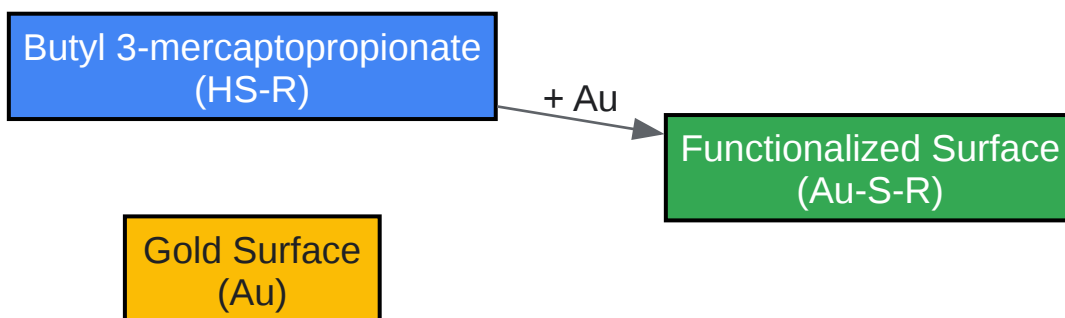 Butyl 3-mercaptopropionate
(HS-R)
+ Au
Functionalized Surface
(Au-S-R)
Gold Surface
(Au)